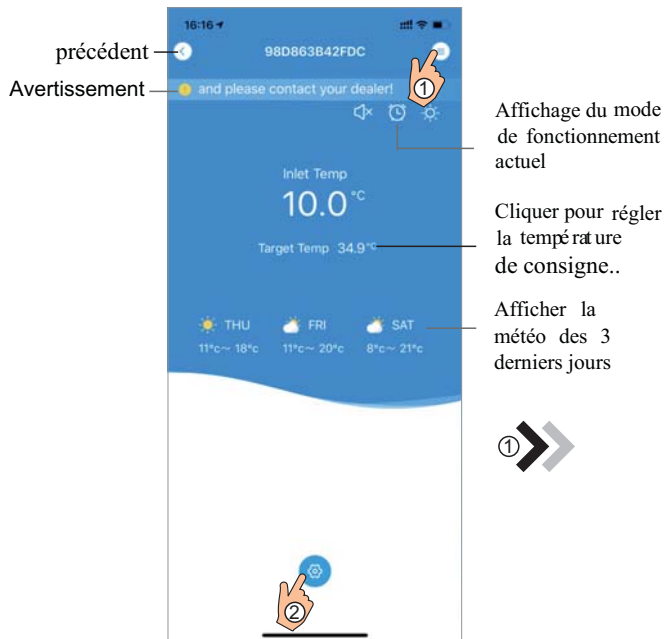 16:16
précédent
98D863B42FDC
Avertissement
and please contact your dealer!
①
Affichage du mode
de fonctionnement
actuel
Inlet Temp
10.0 °C
Cliquer pour régler
la température
de consigne..
Target Temp 34.9°C
Afficher la
météo des 3
derniers jours
THU FRI SAT
11°c~ 18°c 11°c~ 20°c 8°c~ 21°c
①
②